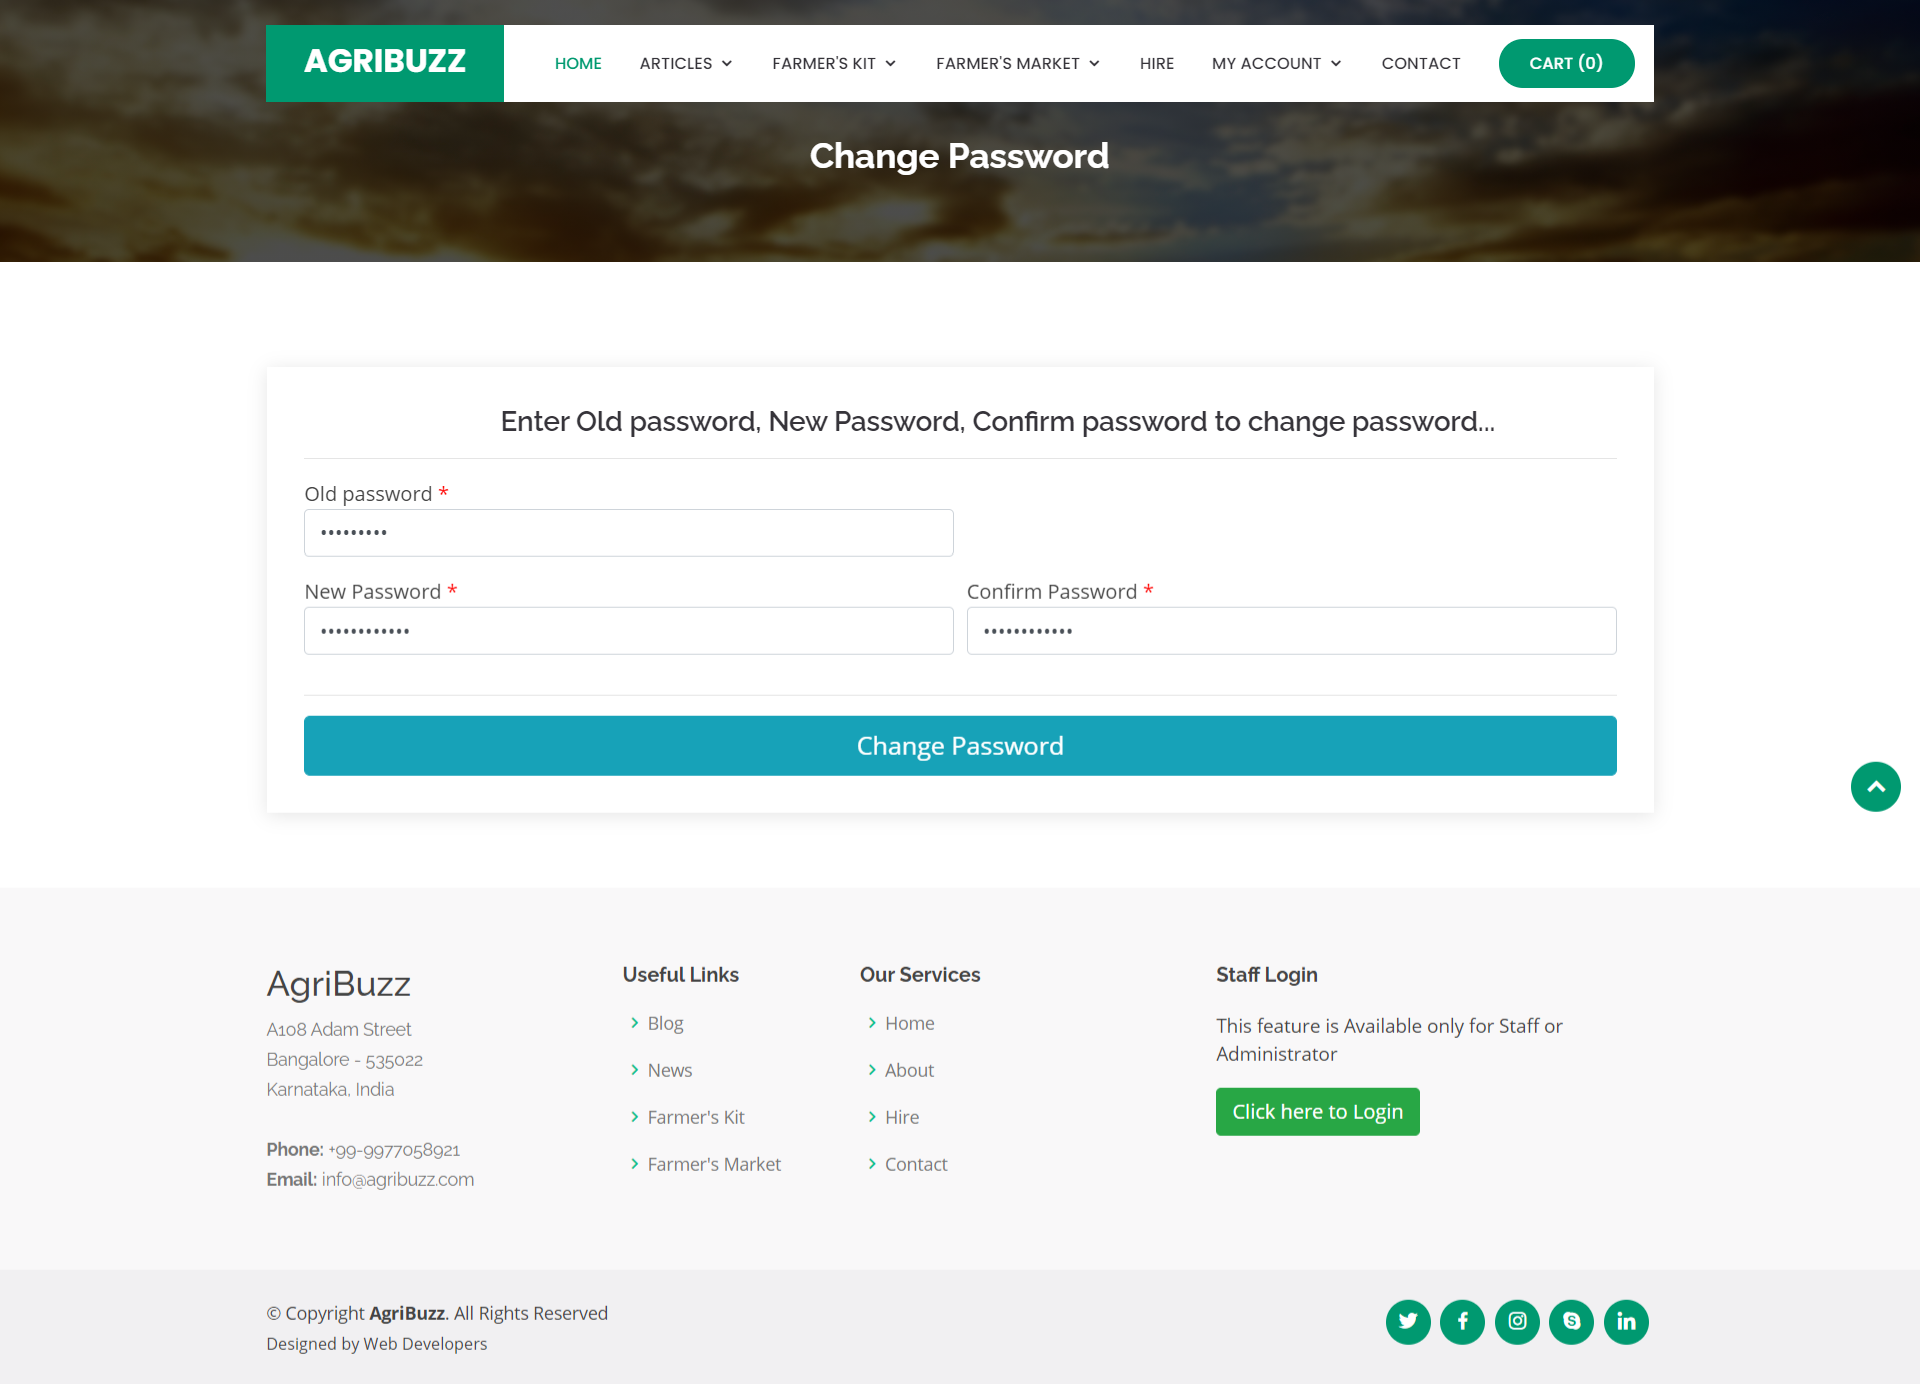 AGRIBUZZ
HOME ARTICLES FARMER'S KIT FARMER'S MARKET HIRE MY ACCOUNT CONTACT CART (0)
Change Password
Enter Old password, New Password, Confirm password to change password...
Old password *
•••••••••
New Password * Confirm Password *
•••••••••••• ••••••••••••
Change Password
AgriBuzz
A108 Adam Street
Bangalore - 535022
Karnataka, India
Phone: +99-9977058921
Email: info@agribuzz.com
Useful Links
Blog
News
Farmer's Kit
Farmer's Market
Our Services
Home
About
Hire
Contact
Staff Login
This feature is Available only for Staff or
Administrator
Click here to Login
© Copyright AgriBuzz. All Rights Reserved
Designed by Web Developers